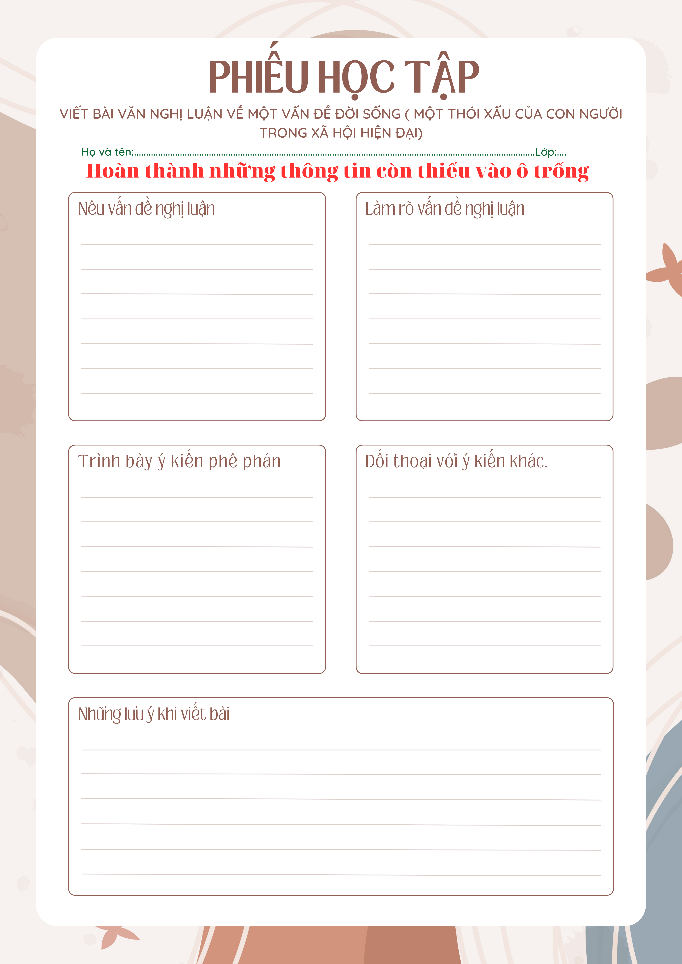 PHIẾU HỌC TẬP
VIẾT BÀI VĂN NGHỊ LUẬN VỀ MỘT VẤN ĐỀ ĐỜI SỐNG ( MỘT THÓI XẤU CỦA CON NGƯỜI
TRONG XÃ HỘI HIỆN ĐẠI)
Họ và tên:..........................................................................................................................................Lớp:....
Hoàn thành những thông tin còn thiếu vào ô trống
Nêu vấn đề nghị luận
Làm rõ vấn đề nghị luận
Trình bày ý kiến phê phán
Đối thoại với ý kiến khác.
Những lưu ý khi viết bài